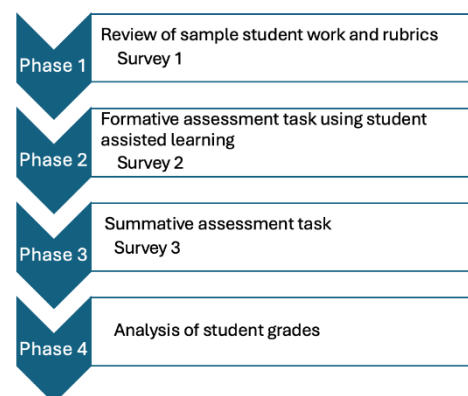 Phase 1
Review of sample student work and rubrics
Survey 1
Phase 2
Formative assessment task using student
assisted learning
Survey 2
Phase 3
Summative assessment task
Survey 3
Phase 4
Analysis of student grades